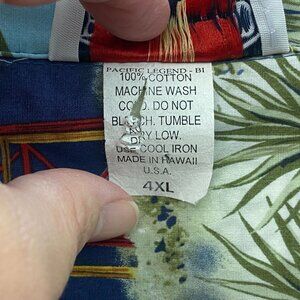 PACIFIC LEGEND - BI
100% COTTON
MACHINE WASH
COLD. DO NOT
BLEACH. TUMBLE
DRY LOW.
USE COOL IRON
MADE IN HAWAII
U.S.A.
4XL